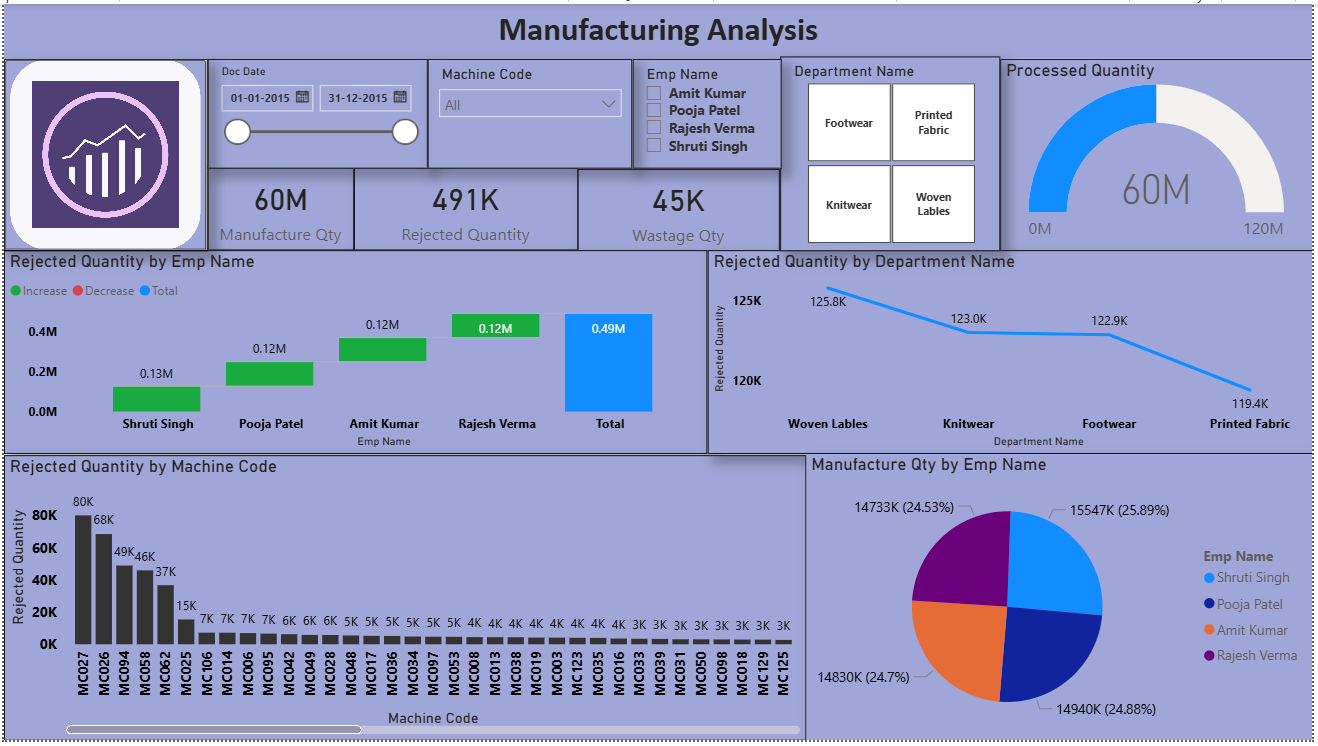 Manufacturing Analysis
Doc Date
01-01-2015 31-12-2015
Machine Code
All
Emp Name
Amit Kumar
Pooja Patel
Rajesh Verma
Shruti Singh
Department Name
Footwear
Printed
Fabric
Knitwear
Woven
Lables
Processed Quantity
60M
0M 120M
60M
Manufacture Qty
491K
Rejected Quantity
45K
Wastage Qty
Rejected Quantity by Emp Name
Increase Decrease Total
0.4M
0.2M
0.0M
0.13M
0.12M
0.12M
0.12M
0.49M
Shruti Singh Pooja Patel Amit Kumar Rajesh Verma Total
Emp Name
Rejected Quantity by Department Name
Rejected Quantity
125K
120K
125.8K
123.0K
122.9K
119.4K
Woven Lables Knitwear Footwear Printed Fabric
Department Name
Rejected Quantity by Machine Code
Rejected Quantity
80K
60K
40K
20K
0K
80K 68K 49K 46K 37K 15K 7K 7K 7K 7K 6K 6K 6K 5K 5K 5K 5K 5K 5K 4K 4K 4K 4K 4K 4K 4K 4K 3K 3K 3K 3K 3K 3K 3K 3K
MC027 MC026 MC094 MC058 MC062 MC025 MC106 MC014 MC006 MC095 MC042 MC049 MC028 MC048 MC017 MC036 MC034 MC097 MC053 MC008 MC013 MC038 MC019 MC003 MC123 MC035 MC016 MC033 MC039 MC031 MC050 MC098 MC018 MC129 MC125
Machine Code
Manufacture Qty by Emp Name
14733K (24.53%)
15547K (25.89%)
14830K (24.7%)
14940K (24.88%)
Emp Name
Shruti Singh
Pooja Patel
Amit Kumar
Rajesh Verma